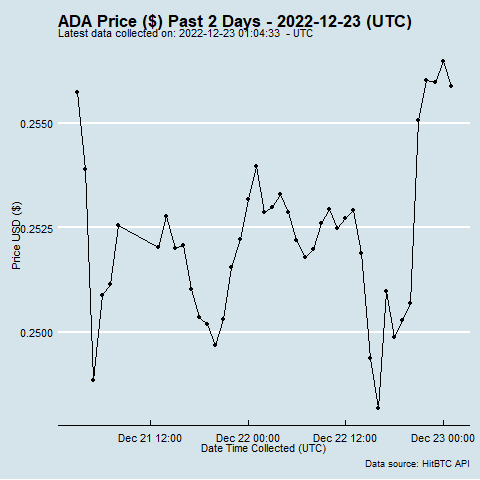 ADA Price ($) Past 2 Days - 2022-12-23 (UTC)
Latest data collected on: 2022-12-23 01:04:33  - UTC
Price USD ($)
0.2550
0.2525
0.2500
Dec 21 12:00
Dec 22 00:00
Dec 22 12:00
Dec 23 00:00
Date Time Collected (UTC)
Data source: HitBTC API